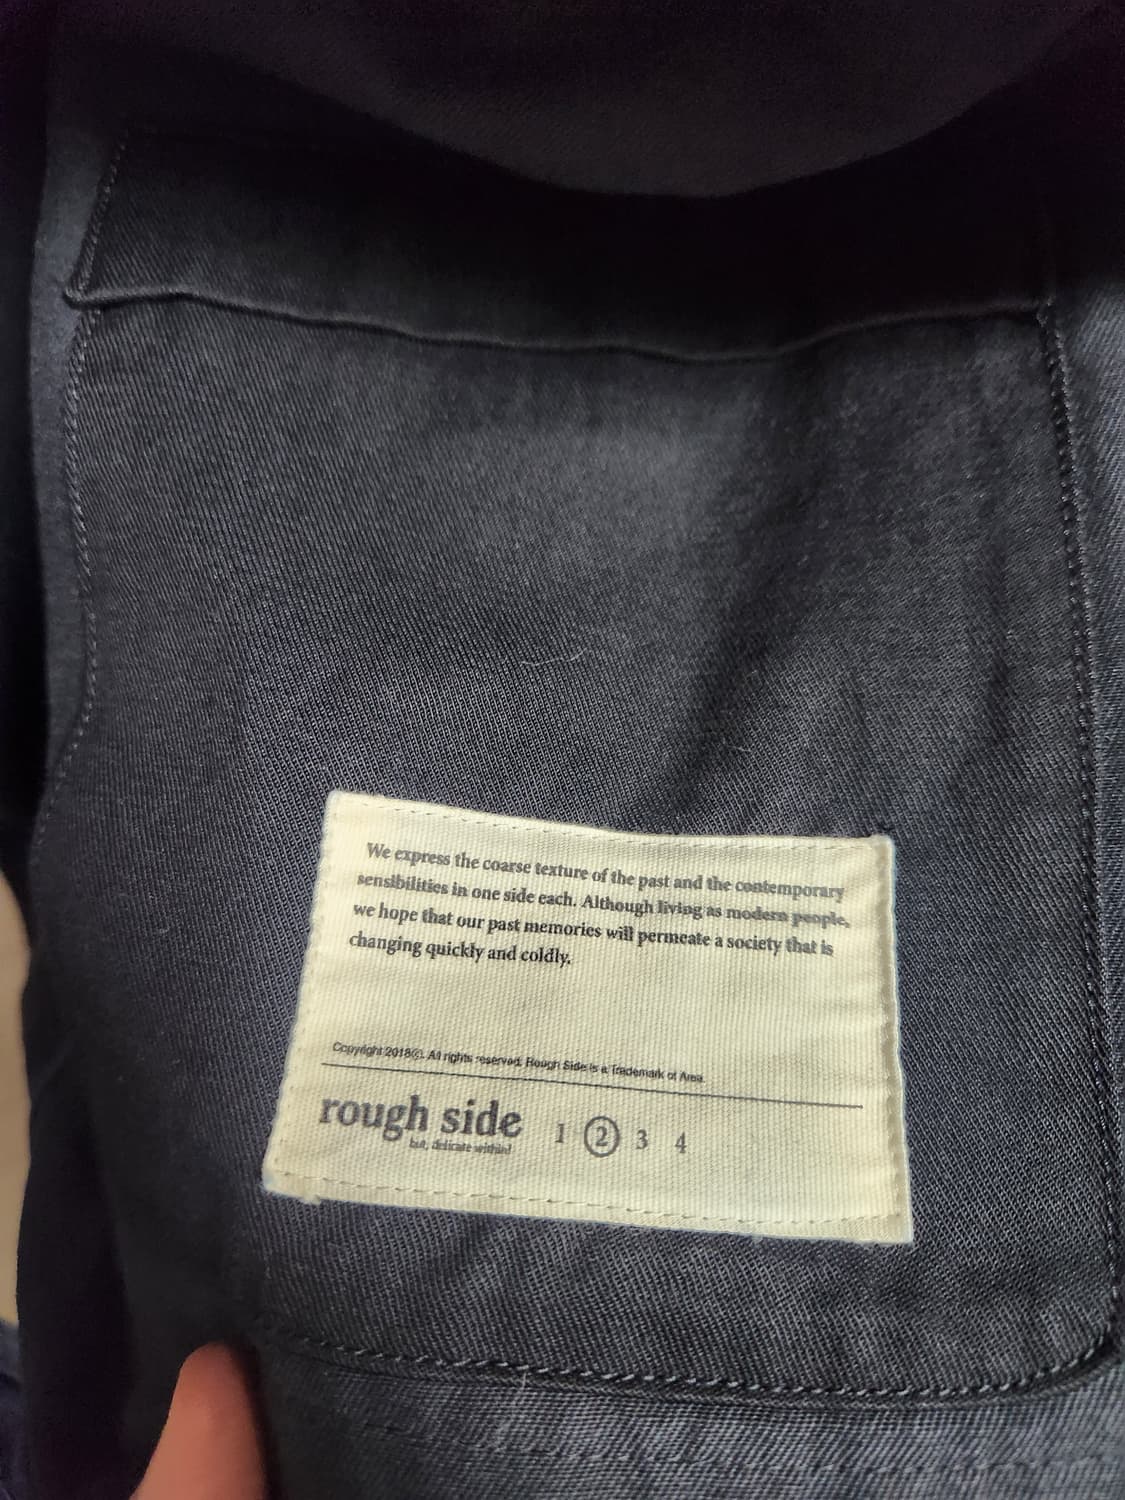 We express the coarse texture of the past and the contemporary
sensibilities in one side each. Although living as modern people,
we hope that our past memories will permeate a society that is
changing quickly and coldly.
Copyright 2018©. All rights reserved. Rough Side is a Trademark of Area.
rough side 1 2 3 4
but, delicate within!